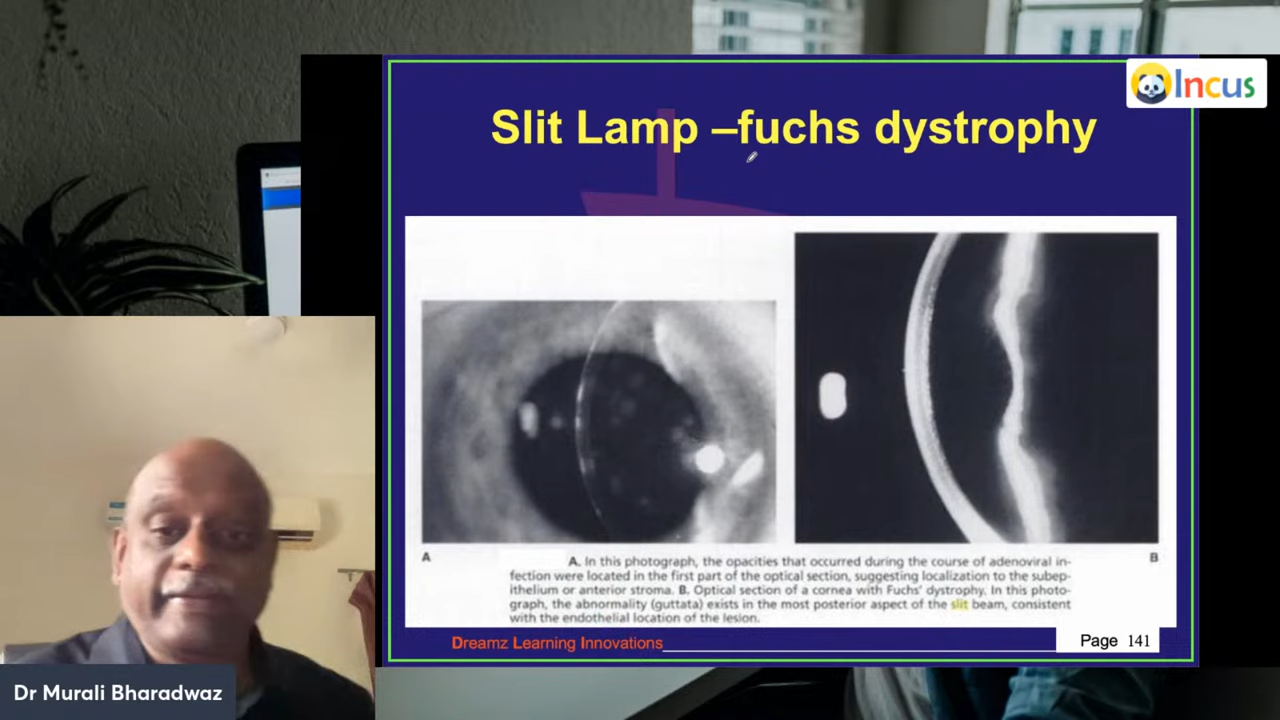 Incus
Slit Lamp –fuchs dystrophy
A
B
A. In this photograph, the opacities that occurred during the course of adenoviral in-
fection were located in the first part of the optical section, suggesting localization to the subep-
ithelium or anterior stroma. B. Optical section of a cornea with Fuchs' dystrophy. In this photo-
graph, the abnormality (guttata) exists in the most posterior aspect of the slit beam, consistent
with the endothelial location of the lesion.
Dreamz Learning Innovations
Page 141
Dr Murali Bharadwaz